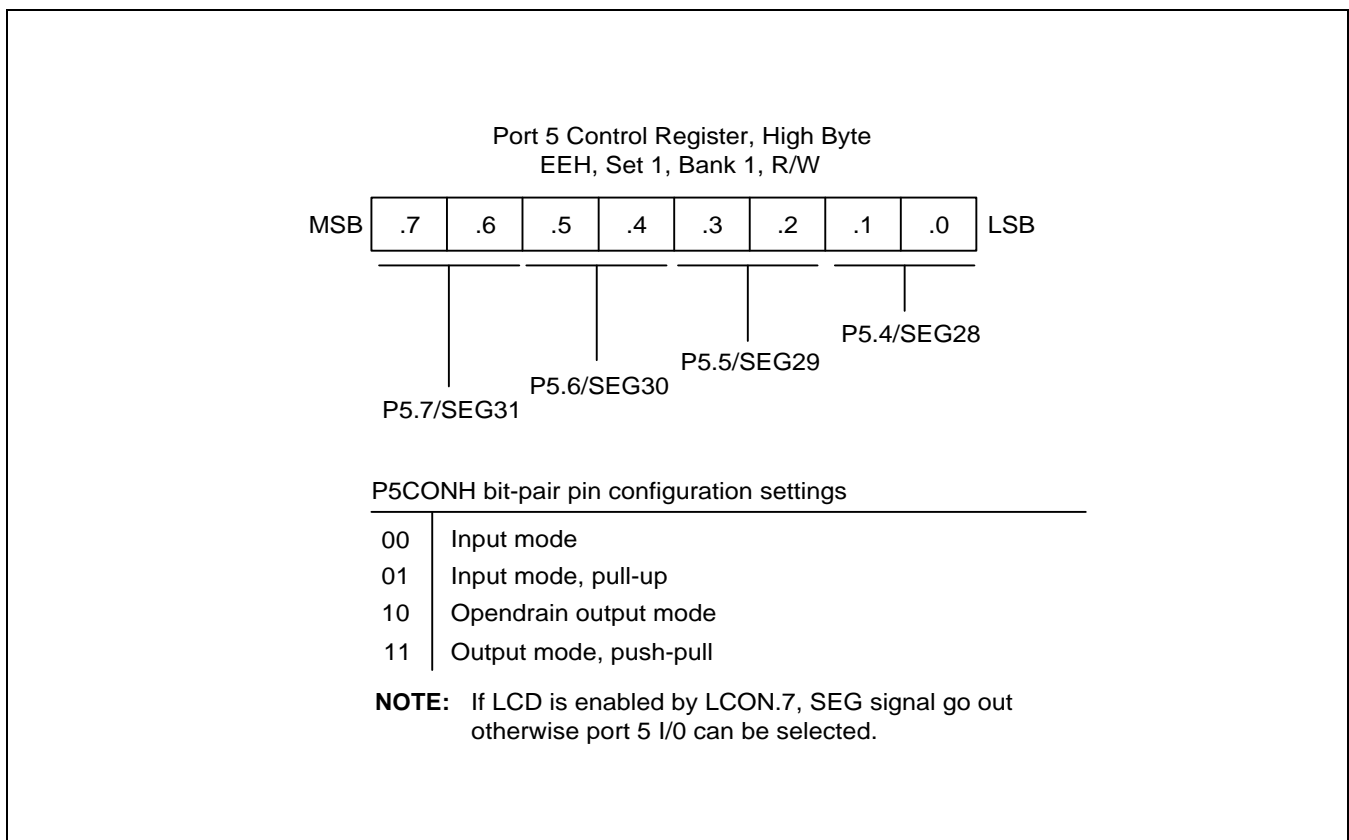 Port 5 Control Register, High Byte
EEH, Set 1, Bank 1, R/W
MSB .7 .6 .5 .4 .3 .2 .1 .0 LSB
P5.4/SEG28
P5.5/SEG29
P5.6/SEG30
P5.7/SEG31
P5CONH bit-pair pin configuration settings
00 Input mode
01 Input mode, pull-up
10 Opendrain output mode
11 Output mode, push-pull
NOTE: If LCD is enabled by LCON.7, SEG signal go out
otherwise port 5 I/0 can be selected.